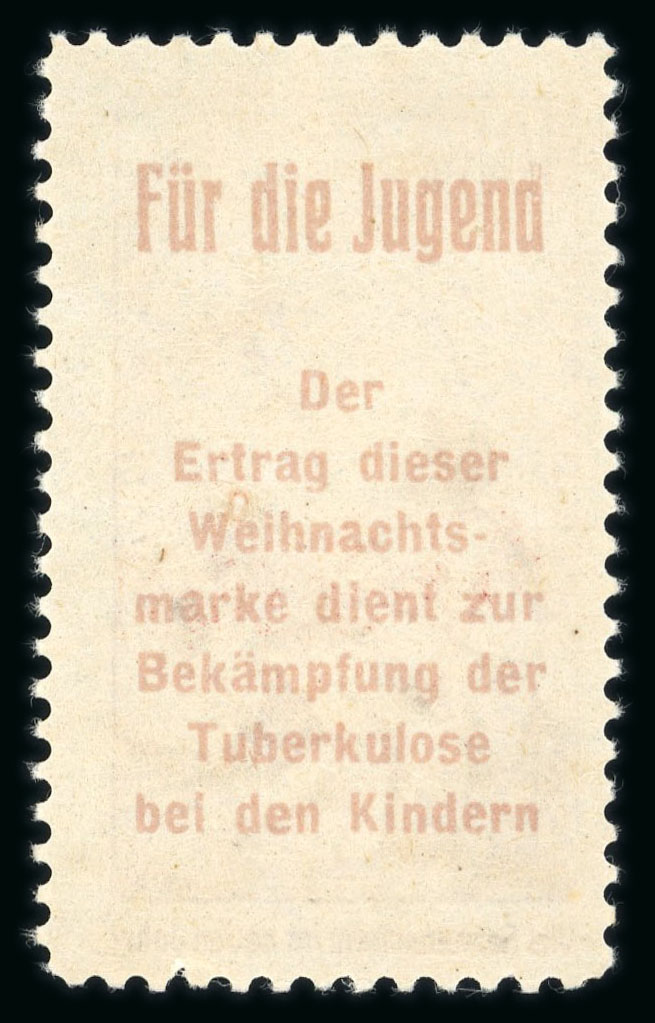 Für die Jugend
Der
Ertrag dieser
Weihnachts-
marke dient zur
Bekämpfung der
Tuberkulose
bei den Kindern